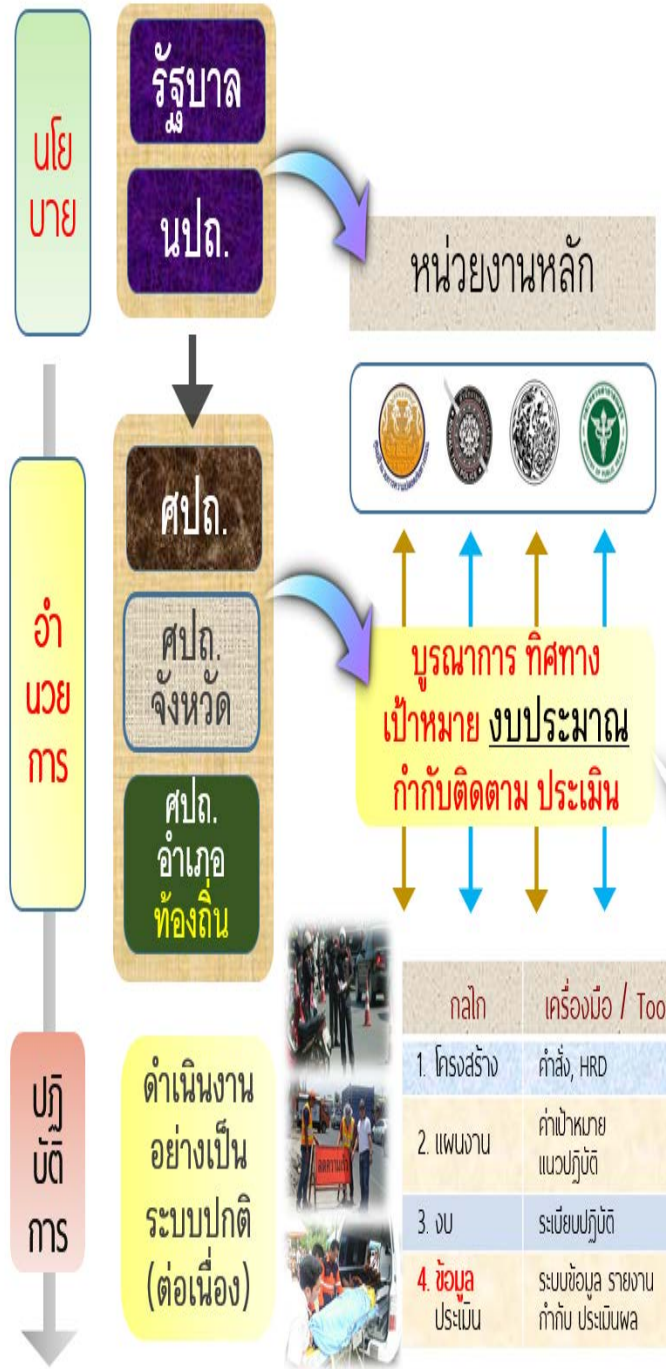 นโย
บาย
รัฐบาล
นปถ.
หน่วยงานหลัก
อำ
นวย
การ
ศปถ.
ศปถ.
จังหวัด
ศปถ.
อำเภอ
ท้องถิ่น
บูรณาการ ทิศทาง
เป้าหมาย งบประมาณ
กำกับติดตาม ประเมิน
ปฏิ
บัติ
การ
ดำเนินงาน
อย่างเป็น
ระบบปกติ
(ต่อเนื่อง)
ลดความเร็ว
กลไก เครื่องมือ / Too
1. โครงสร้าง คำสั่ง, HRD
2. แผนงาน ค่าเป้าหมาย
แนวปฏิบัติ
3. งบ ระเบียบปฏิบัติ
4. ข้อมูล ระบบข้อมูล รายงาน
ประเมิน กำกับ ประเมินผล